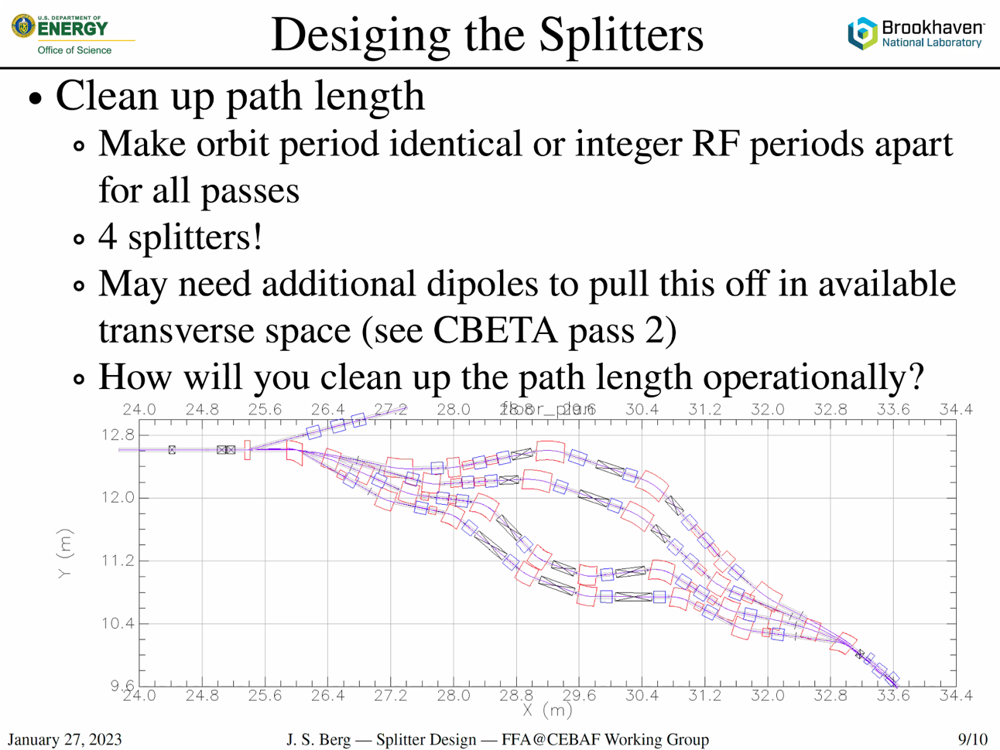 U.S. DEPARTMENT OF
ENERGY
Office of Science
Desiging the Splitters
Brookhaven
National Laboratory
• Clean up path length
Make orbit period identical or integer RF periods apart
for all passes
4 splitters!
May need additional dipoles to pull this off in available
transverse space (see CBETA pass 2)
How will you clean up the path length operationally?
floor_plan
24.0 24.8 25.6 26.4 27.2 28.0 28.8 29.6 30.4 31.2 32.0 32.8 33.6 34.4
12.8
12.0
11.2
10.4
9.6
Y (m)
24.0 24.8 25.6 26.4 27.2 28.0 28.8 29.6 30.4 31.2 32.0 32.8 33.6 34.4
X (m)
January 27, 2023
J. S. Berg — Splitter Design — FFA@CEBAF Working Group
9/10